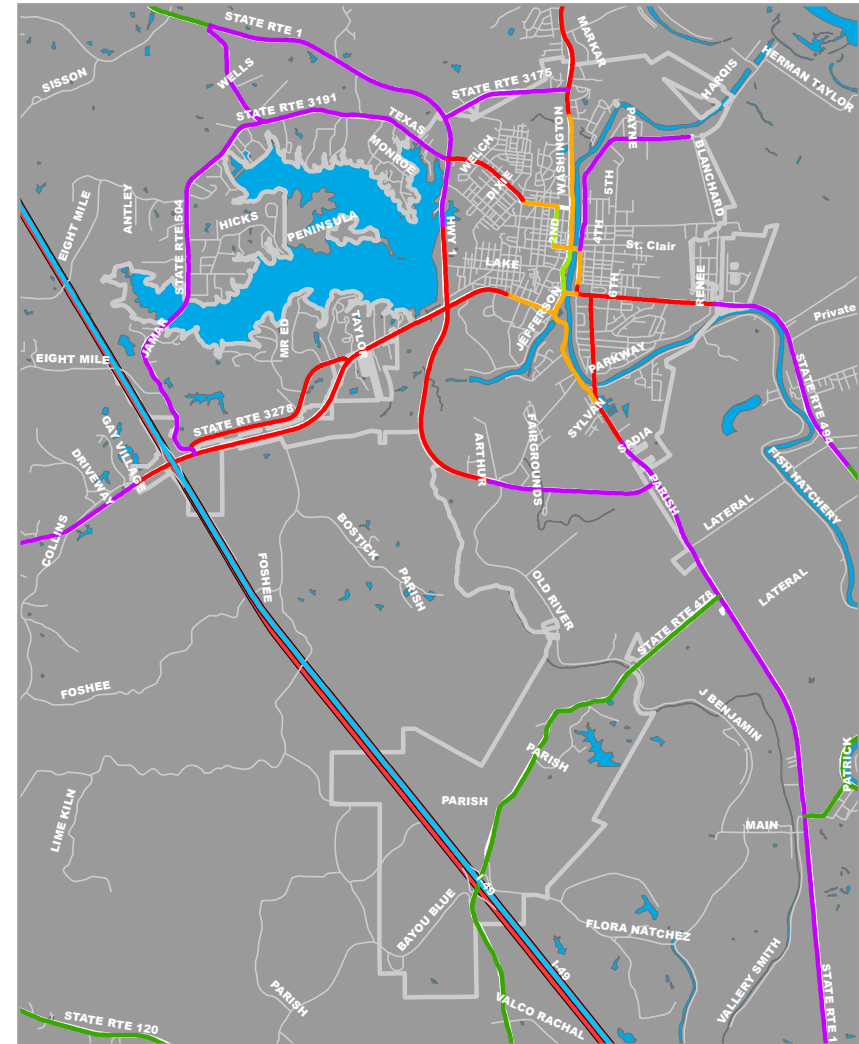 STATE RTE 1
MARKAR
SISSON
WELLS
STATE RTE 3175
HARQIS
HERMAN TAYLOR
STATE RTE 3191
TEXAS
WASHINGTON
PAYNE
MONROE
WELCH
DIXIE
5TH
BLANCHARD
EIGHT MILE
ANTLEY
STATE RTE 504
HICKS
PENINSULA
HWY 1
2ND
4TH
St. Clair
LAKE
6TH
RENEE
JEFFERSON
Private
JAMAR
MR ED
TAYLOR
EIGHT MILE
PARKWAY
STATE RTE 494
STATE RTE 3278
SYLVAN
GAY VILLAGE
FAIRGROUNDS
ARTHUR
SADIA
DRIVEWAY
PARISH
FISH HATCHERY
LATERAL
COLLINS
BOSTICK
FOSHEE
PARISH
OLD RIVER
LATERAL
STATE RTE 478
FOSHEE
J BENJAMIN
PARISH
PATRICK
LIME KILN
PARISH
MAIN
I-49
BAYOU BLUE
FLORA NATCHEZ
I-49
VALLERY SMITH
PARISH
VALCO RACHAL
STATE RTE 1
STATE RTE 120